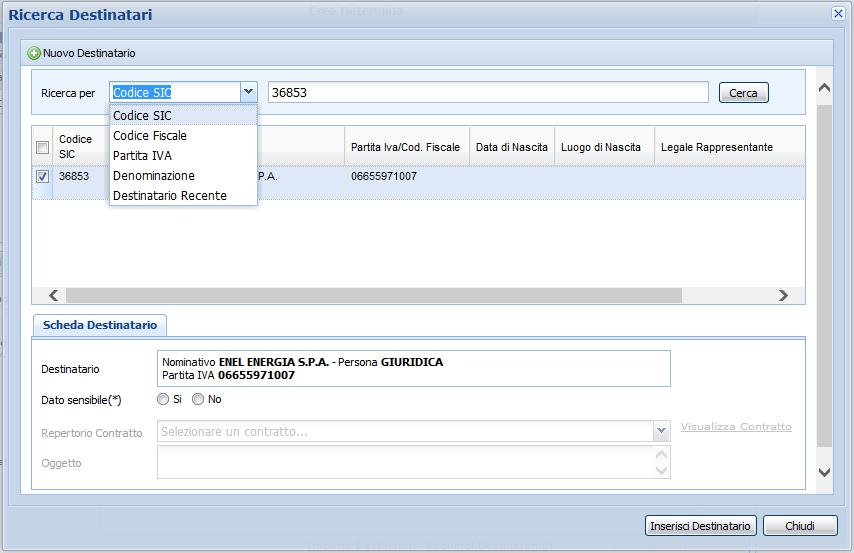 Crea Determina
Ricerca Destinatari
Nuovo Destinatario
Ricerca per Codice SIC 36853 Cerca
Codice SIC
Codice Fiscale
Partita IVA
Denominazione
Destinatario Recente
Codice SIC Partita Iva/Cod. Fiscale Data di Nascita Luogo di Nascita Legale Rappresentante
36853 P.A. 06655971007
Scheda Destinatario
Destinatario Nominativo ENEL ENERGIA S.P.A. - Persona GIURIDICA
Partita IVA 06655971007
Dato sensibile(*) Si No
Repertorio Contratto Selezionare un contratto... Visualizza Contratto
Oggetto
Inserisci Destinatario Chiudi